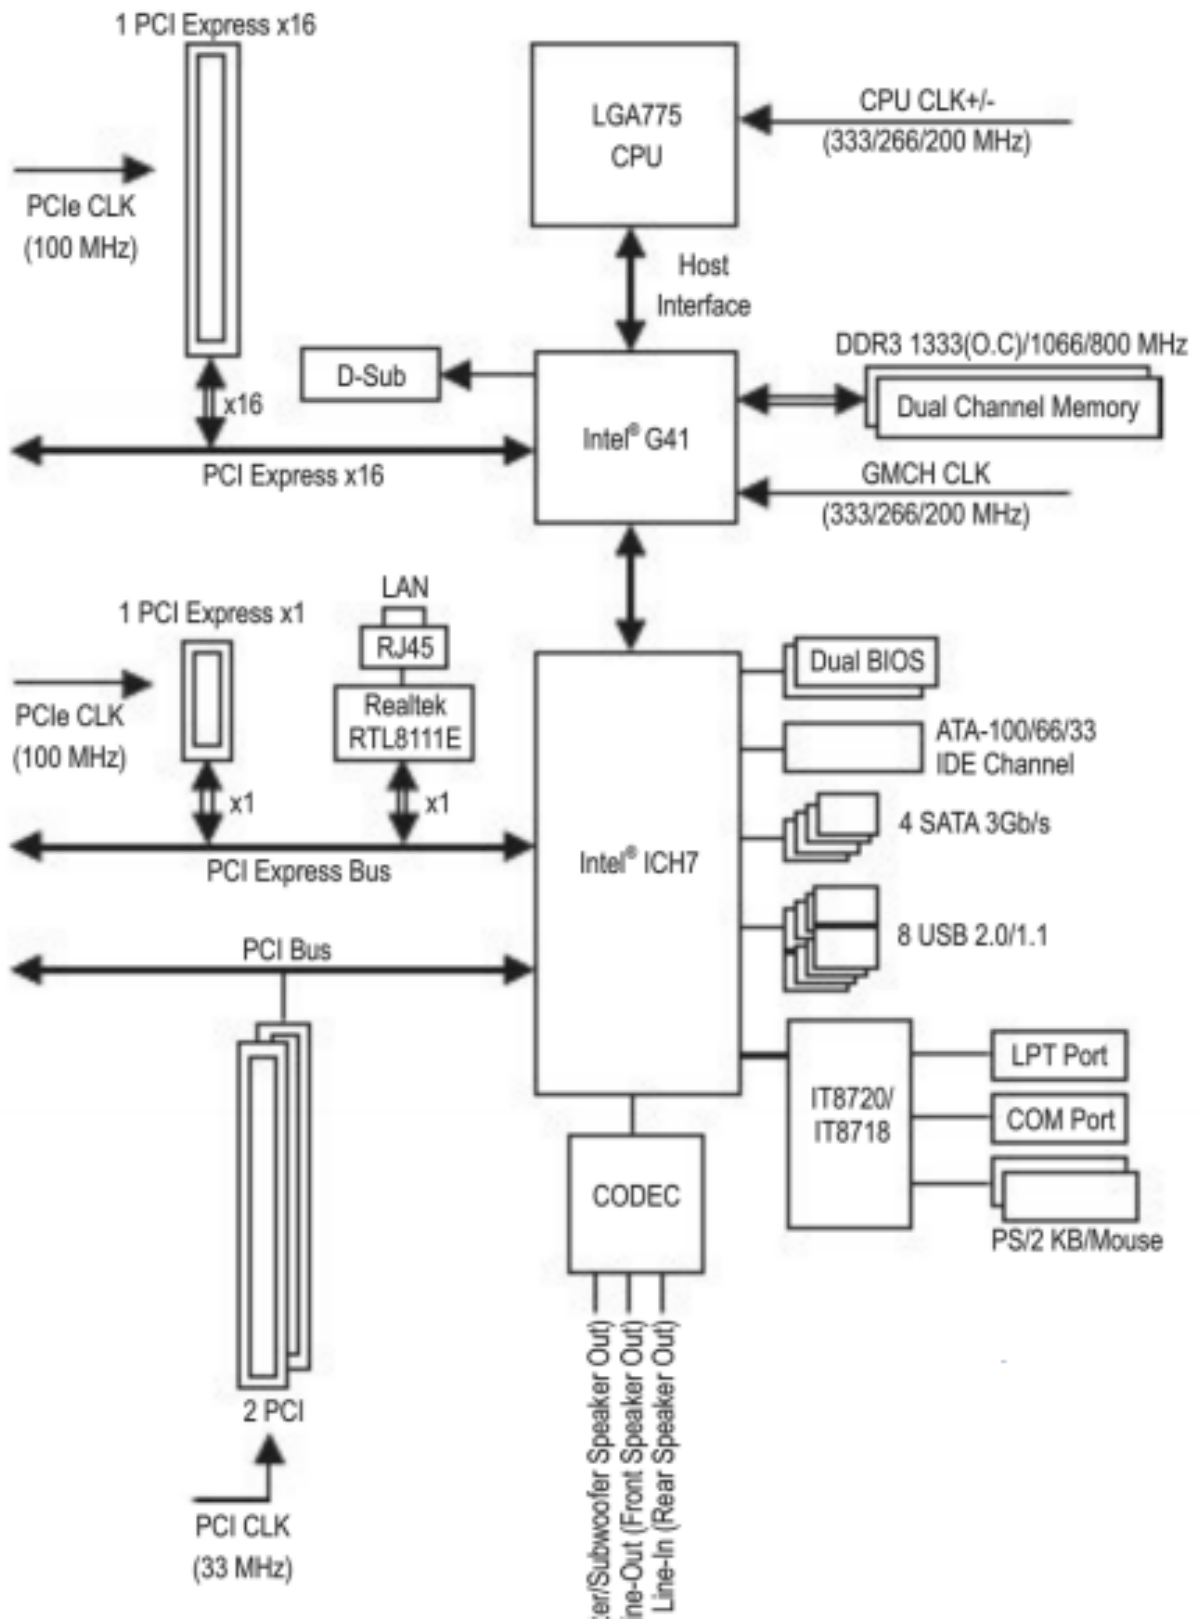 1 PCI Express x16
LGA775
CPU
CPU CLK+/-
(333/266/200 MHz)
PCIe CLK
(100 MHz)
Host
Interface
DDR3 1333(O.C)/1066/800 MHz
D-Sub
Dual Channel Memory
x16
Intel® G41
PCI Express x16
GMCH CLK
(333/266/200 MHz)
LAN
1 PCI Express x1
RJ45
Dual BIOS
Realtek
RTL8111E
PCIe CLK
(100 MHz)
ATA-100/66/33
IDE Channel
x1
x1
4 SATA 3Gb/s
Intel® ICH7
PCI Express Bus
8 USB 2.0/1.1
PCI Bus
LPT Port
IT8720/
IT8718
COM Port
CODEC
PS/2 KB/Mouse
2 PCI
Speaker Out)
(Front Speaker Out)
Line-In (Rear Speaker Out)
PCI CLK
(33 MHz)